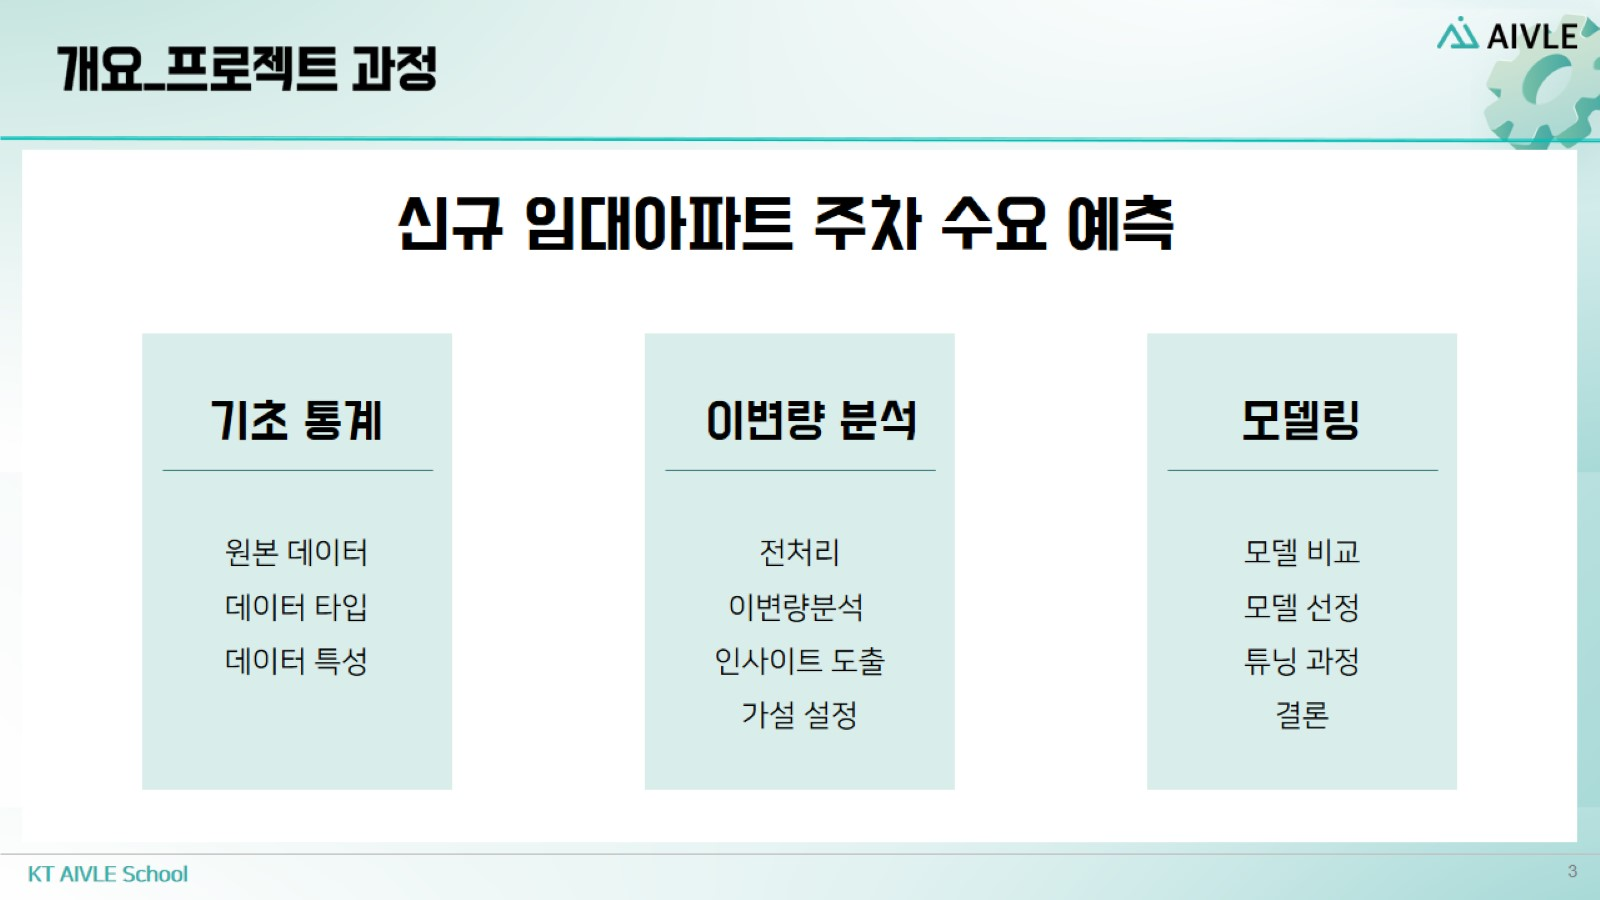 개요_프로젝트 과정
AIVLE
신규 임대아파트 주차 수요 예측
기초 통계
원본 데이터
데이터 타입
데이터 특성
이변량 분석
전처리
이변량분석
인사이트 도출
가설 설정
모델링
모델 비교
모델 선정
튜닝 과정
결론
KT AIVLE School
3